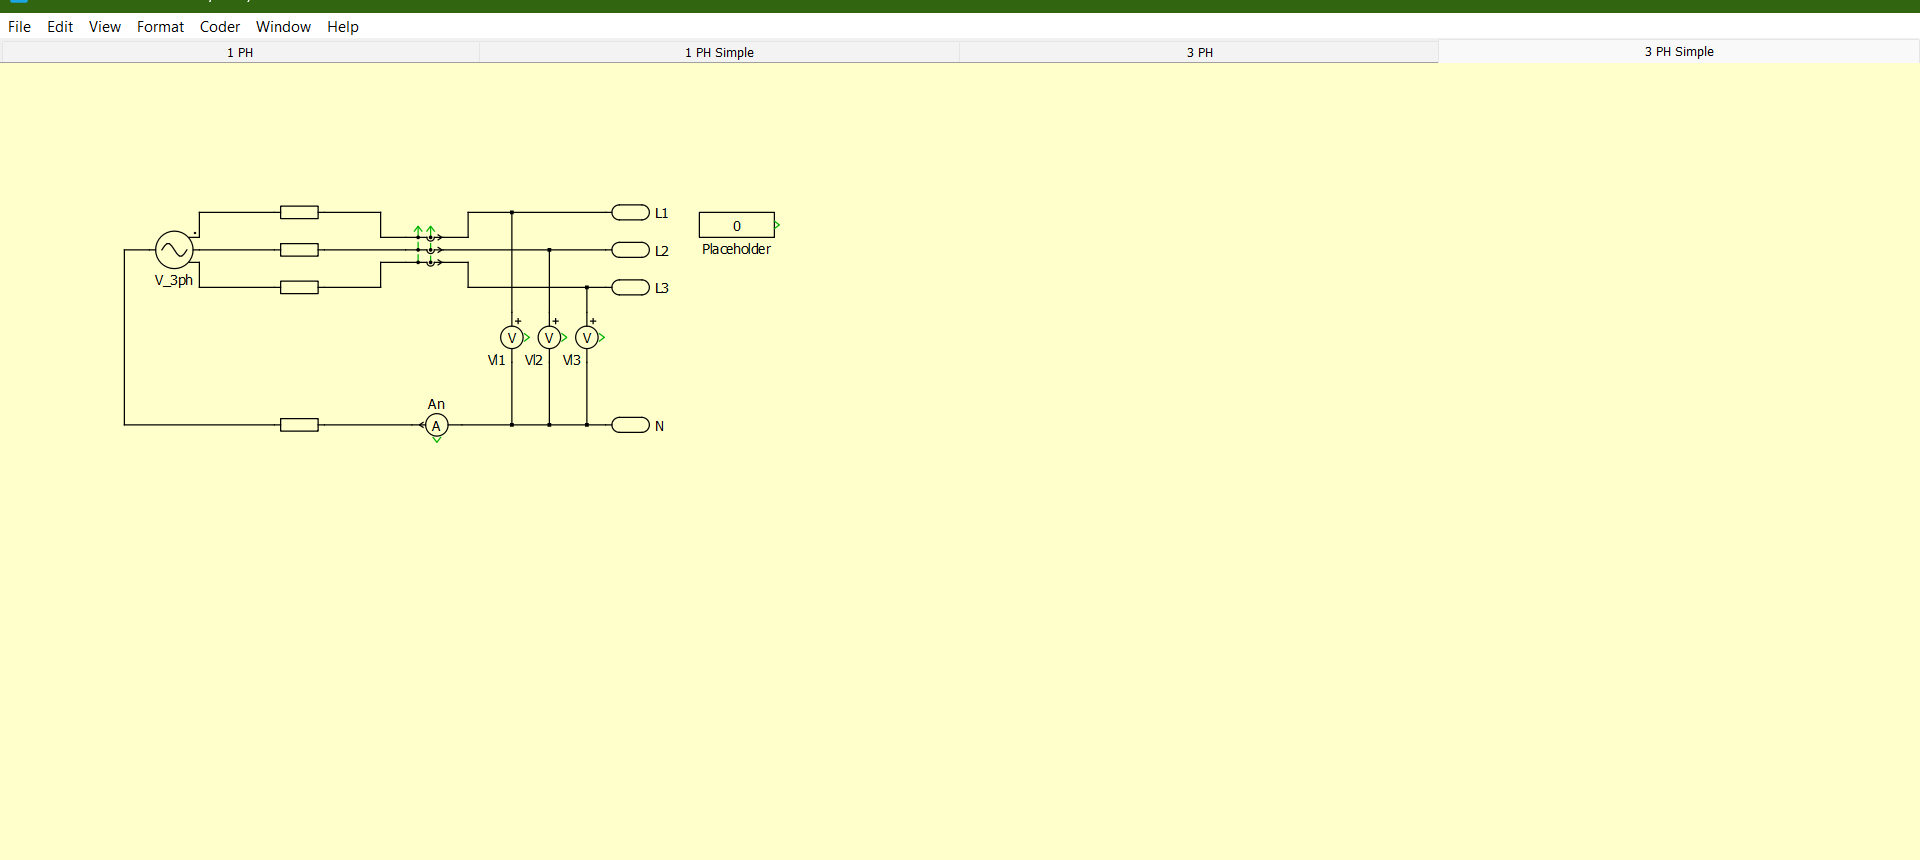 File Edit View Format Coder Window Help
1 PH 1 PH Simple 3 PH 3 PH Simple
L1
0
L2
Placeholder
V_3ph
L3
+ + +
V V V
Vl1 Vl2 Vl3
An
A
N